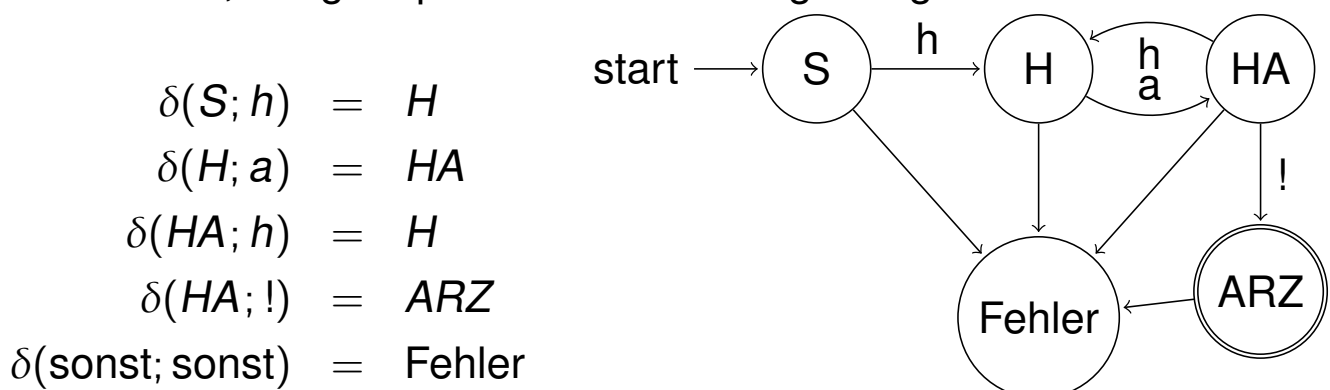 δ(S; h) = H
δ(H; a) = HA
δ(HA; h) = H
δ(HA; !) = ARZ
δ(sonst; sonst) = Fehler
start
S
h
H
h
a
HA
!
Fehler
ARZ